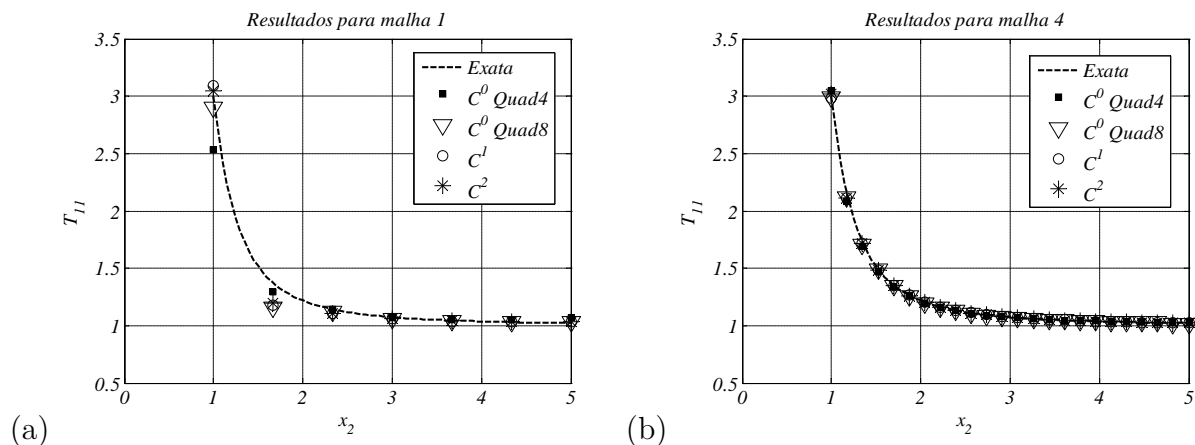 Resultados para malha 1
3.5
3
2.5
2
1.5
1
0.5
0 1 2 3 4 5
T11
x2
Exata
C0 Quad4
C0 Quad8
C1
C2
(a)
Resultados para malha 4
3.5
3
2.5
2
1.5
1
0.5
0 1 2 3 4 5
T11
x2
Exata
C0 Quad4
C0 Quad8
C1
C2
(b)